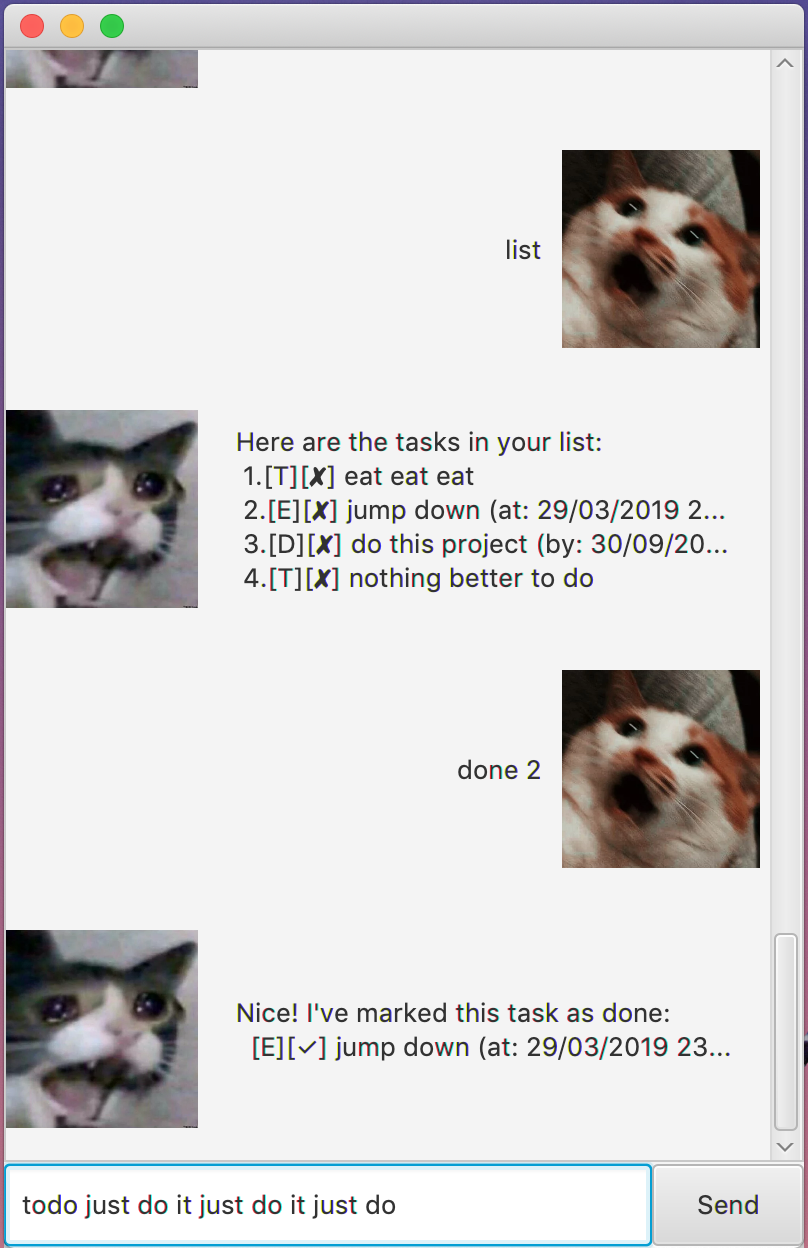 list
Here are the tasks in your list:
1.[T][✘] eat eat eat
2.[E][✘] jump down (at: 29/03/2019 2...
3.[D][✘] do this project (by: 30/09/20...
4.[T][✘] nothing better to do
done 2
Nice! I've marked this task as done:
[E][✓] jump down (at: 29/03/2019 23...
todo just do it just do it just do
Send